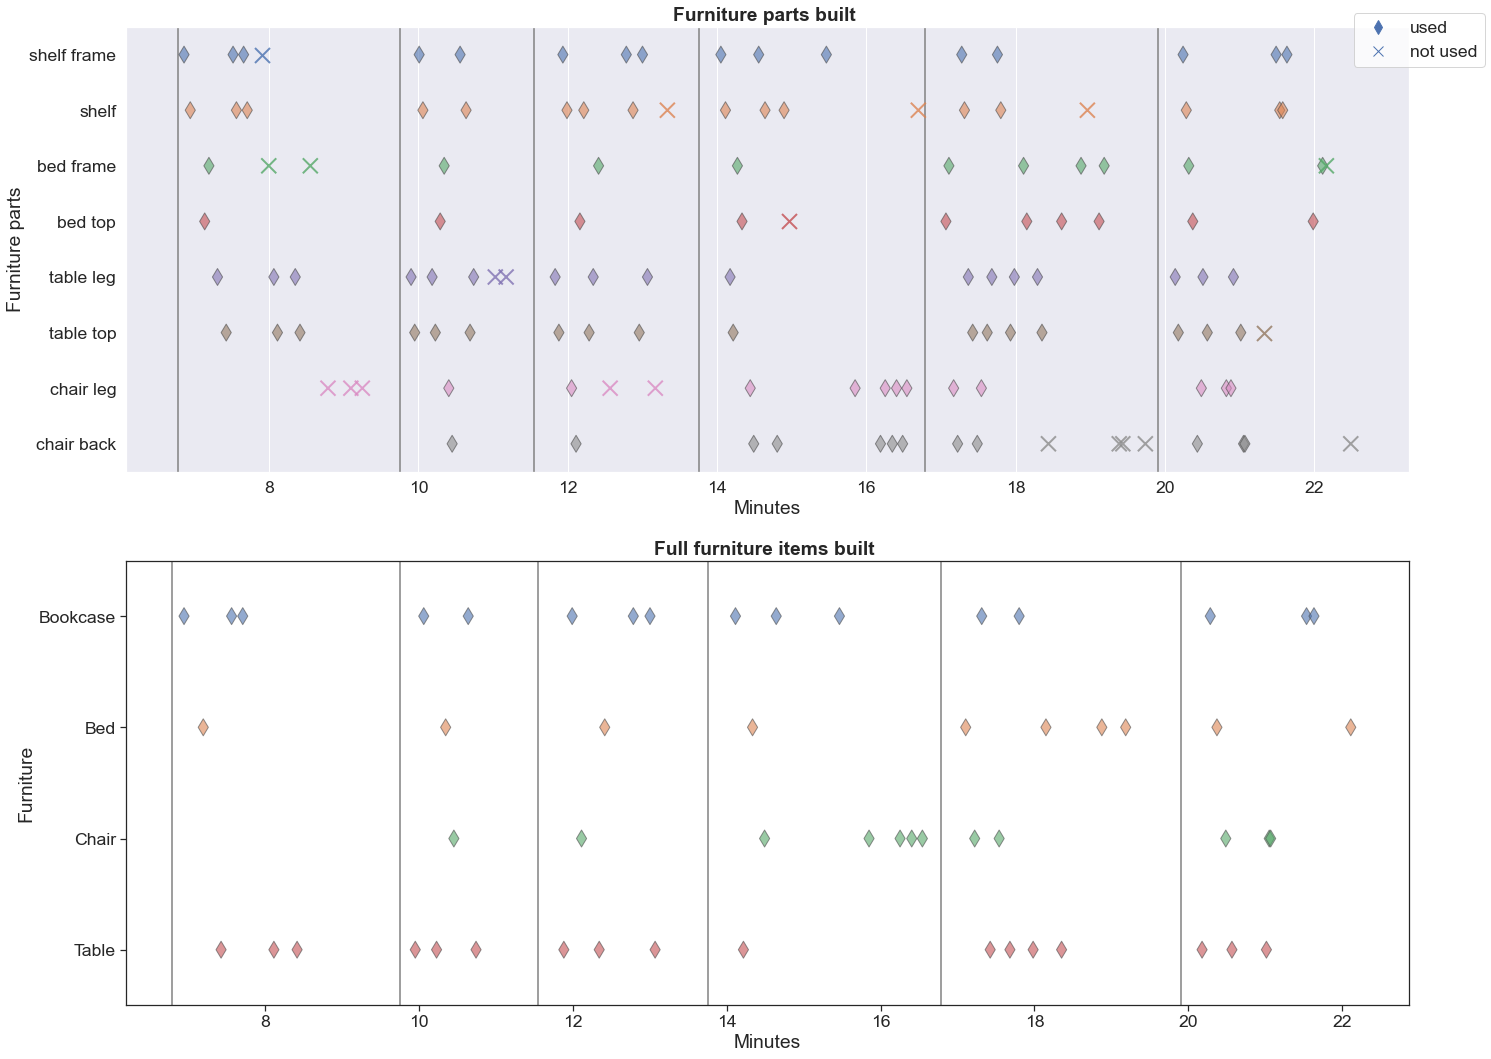 Furniture parts built
used
not used
shelf frame
shelf
bed frame
bed top
table leg
table top
chair leg
chair back
Furniture parts
8 10 12 14 16 18 20 22
Minutes
Full furniture items built
Bookcase
Bed
Chair
Table
Furniture
8 10 12 14 16 18 20 22
Minutes